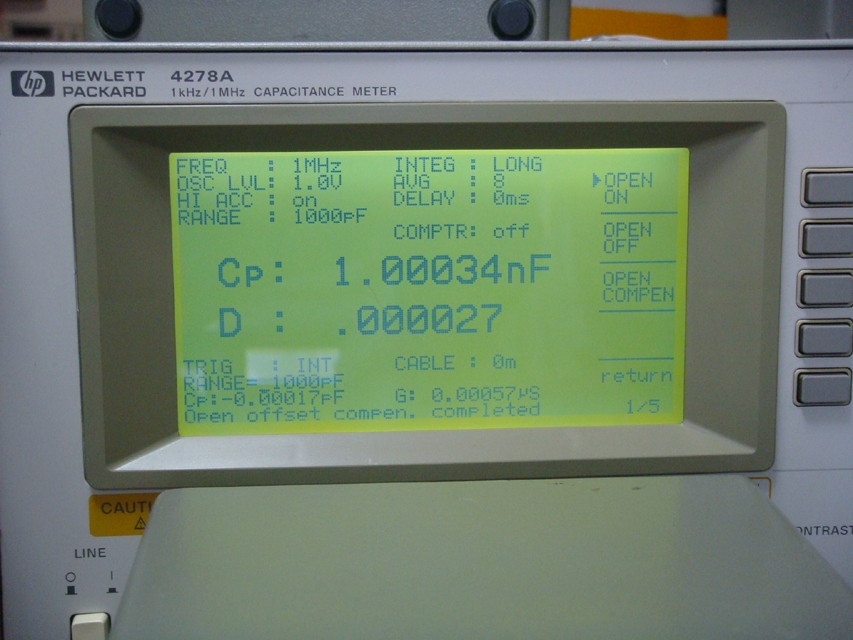 hp HEWLETT PACKARD 4278A
1kHz/1MHz CAPACITANCE METER
FREQ : 1MHz INTEG : LONG
OSC LVL: 1.0V AVG : 8
HI ACC : on DELAY : 0ms
RANGE : 1000pF
COMPTR: off
Cp: 1.00034nF
D : .000027
TRIG : INT CABLE : 0m
RANGE= 1000pF
Cp:-0.00017pF G: 0.00057µS
Open offset compen. completed
OPEN
ON
OPEN
OFF
OPEN
COMPEN
return
1/5
CAUTI
LINE
ONTRAS